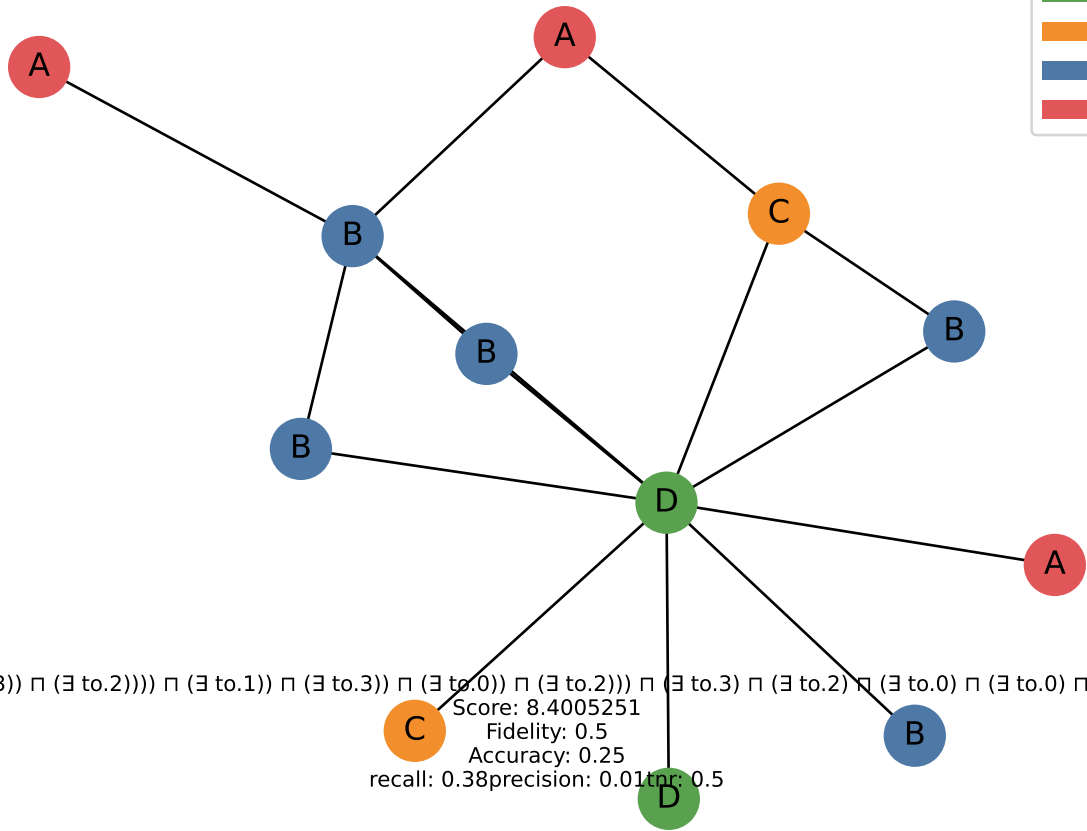 A
A
C
B
B
B
B
D
A
3)) ⊓ (∃ to.2)))) ⊓ (∃ to.1)) ⊓ (∃ to.3)) ⊓ (∃ to.0)) ⊓ (∃ to.2))) ⊓ (∃ to.3) ⊓ (∃ to.2) ⊓ (∃ to.0) ⊓ (∃ to.0) ⊓
Score: 8.4005251
C
Fidelity: 0.5
B
Accuracy: 0.25
recall: 0.38precision: 0.01tnr: 0.5
D